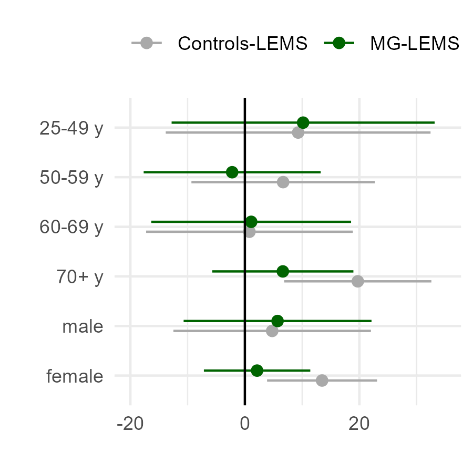 Controls-LEMS MG-LEMS
25-49 y
50-59 y
60-69 y
70+ y
male
female
-20 0 20